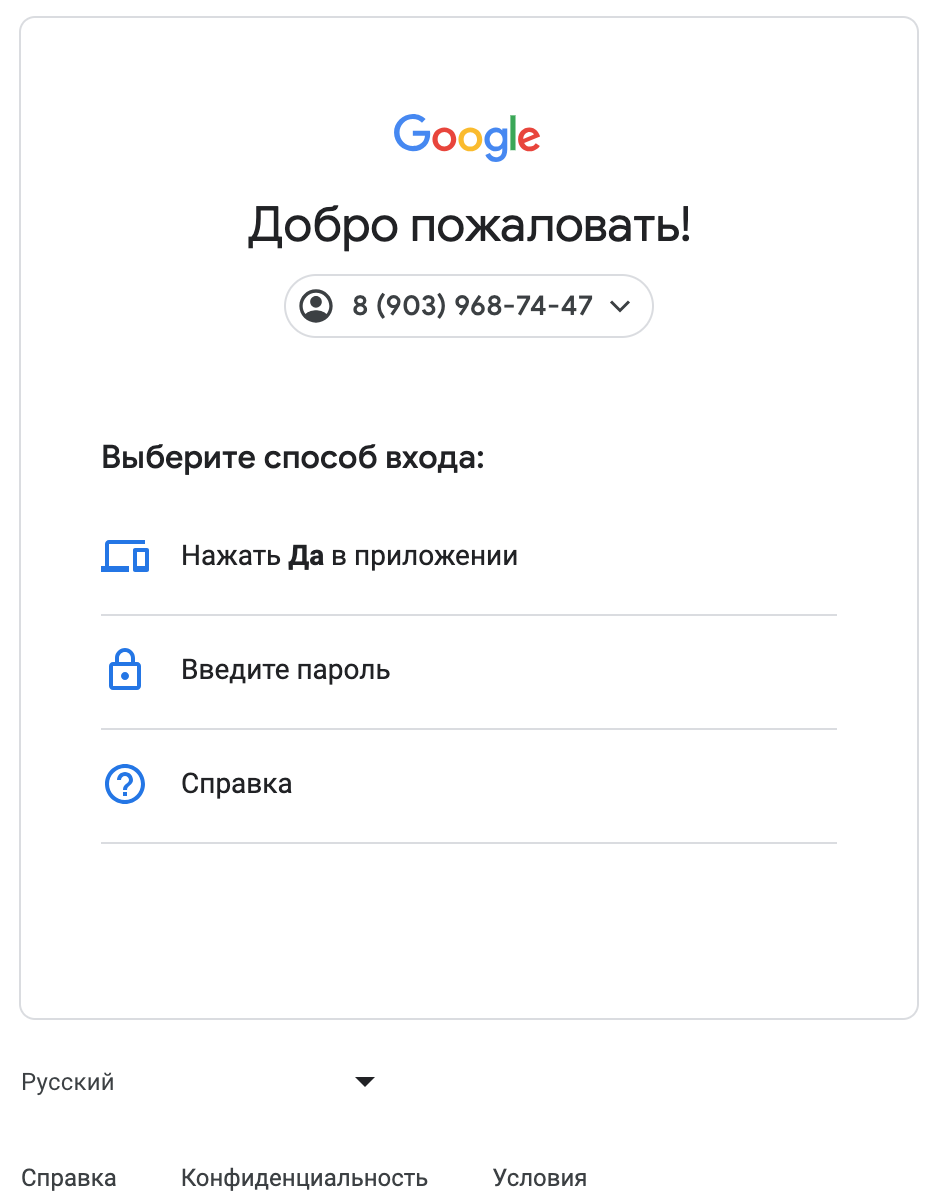 Google
Добро пожаловать!
8 (903) 968-74-47
Выберите способ входа:
Нажать Да в приложении
Введите пароль
Справка
Русский
Справка Конфиденциальность Условия